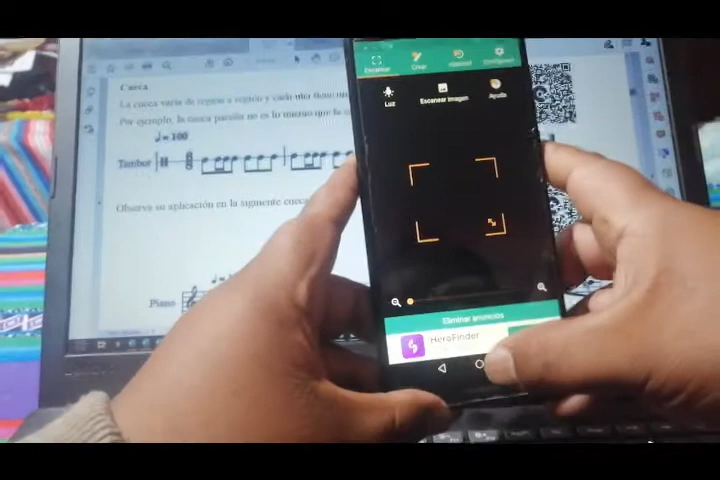 Cueca
La cueca varía de región a región y cada una tiene
Por ejemplo, la cueca paceña no es lo mismo que la
♩= 100
Tambor
Observa su aplicación en la siguiente cueca
Piano
Escanear
Crear
Historial
Luz
Escanear imagen
Ayuda
Eliminar anuncios
HeroFinder